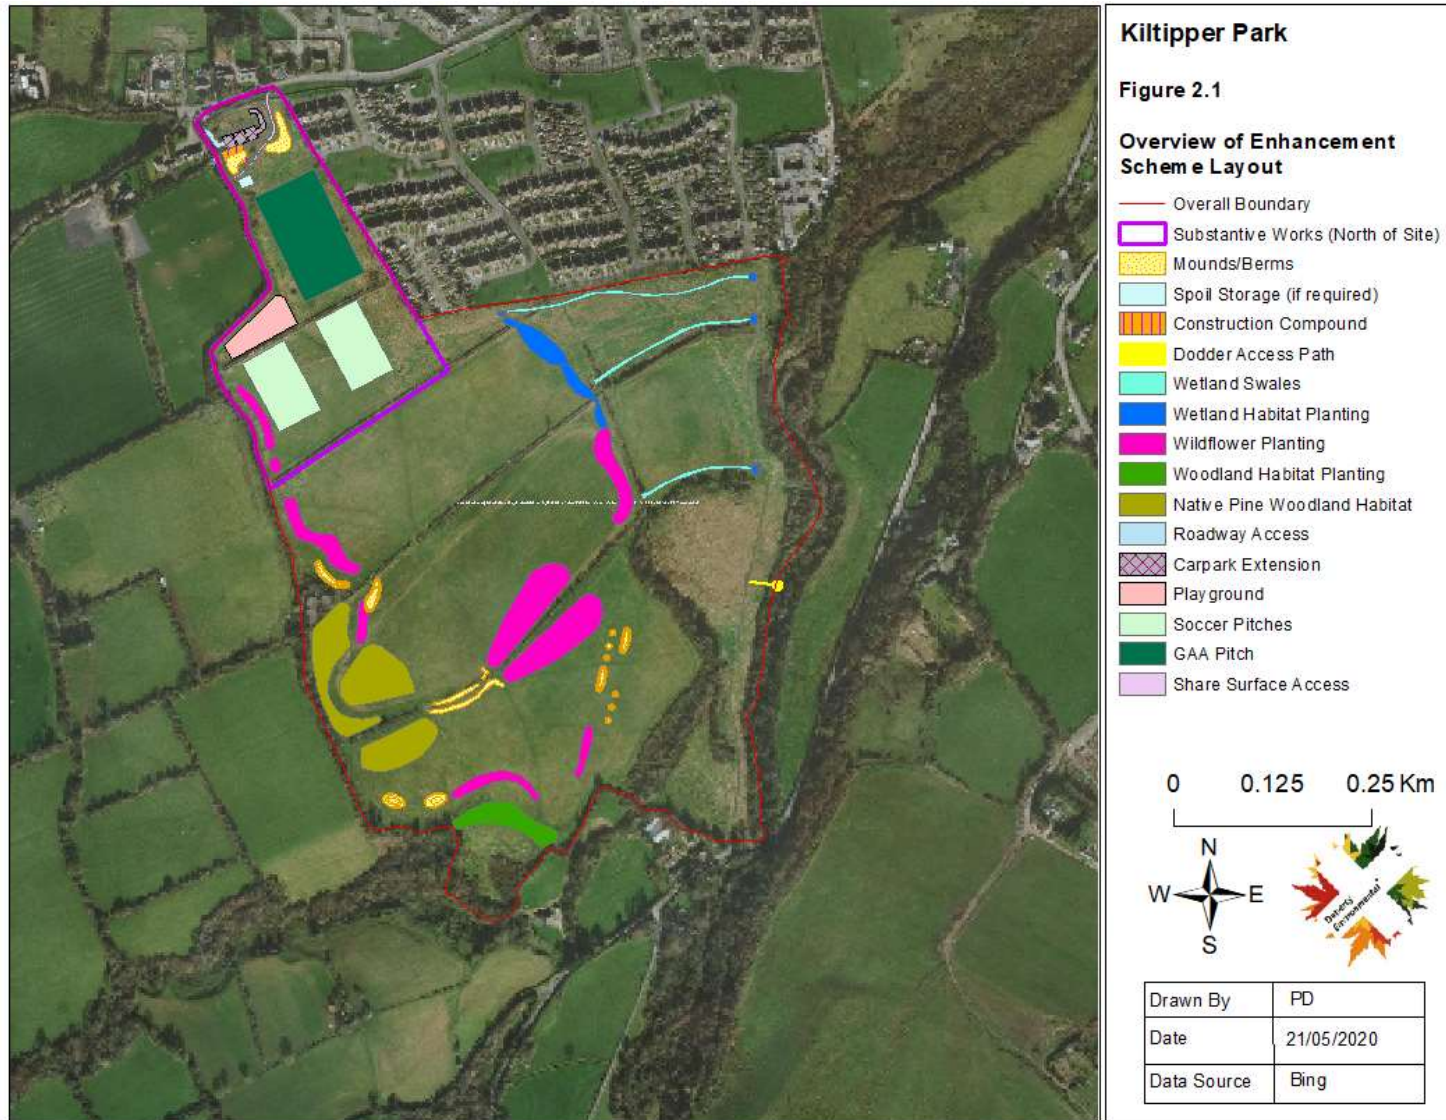 Kiltipper Park
Figure 2.1
Overview of Enhancement
Scheme Layout
Overall Boundary
Substantive Works (North of Site)
Mounds/Berms
Spoil Storage (if required)
Construction Compound
Dodder Access Path
Wetland Swales
Wetland Habitat Planting
Wildflower Planting
Woodland Habitat Planting
Native Pine Woodland Habitat
Roadway Access
Carpark Extension
Playground
Soccer Pitches
GAA Pitch
Share Surface Access
0 0.125 0.25 Km
N
W E
S
Doherty
Environmental
Drawn By PD
Date 21/05/2020
Data Source Bing